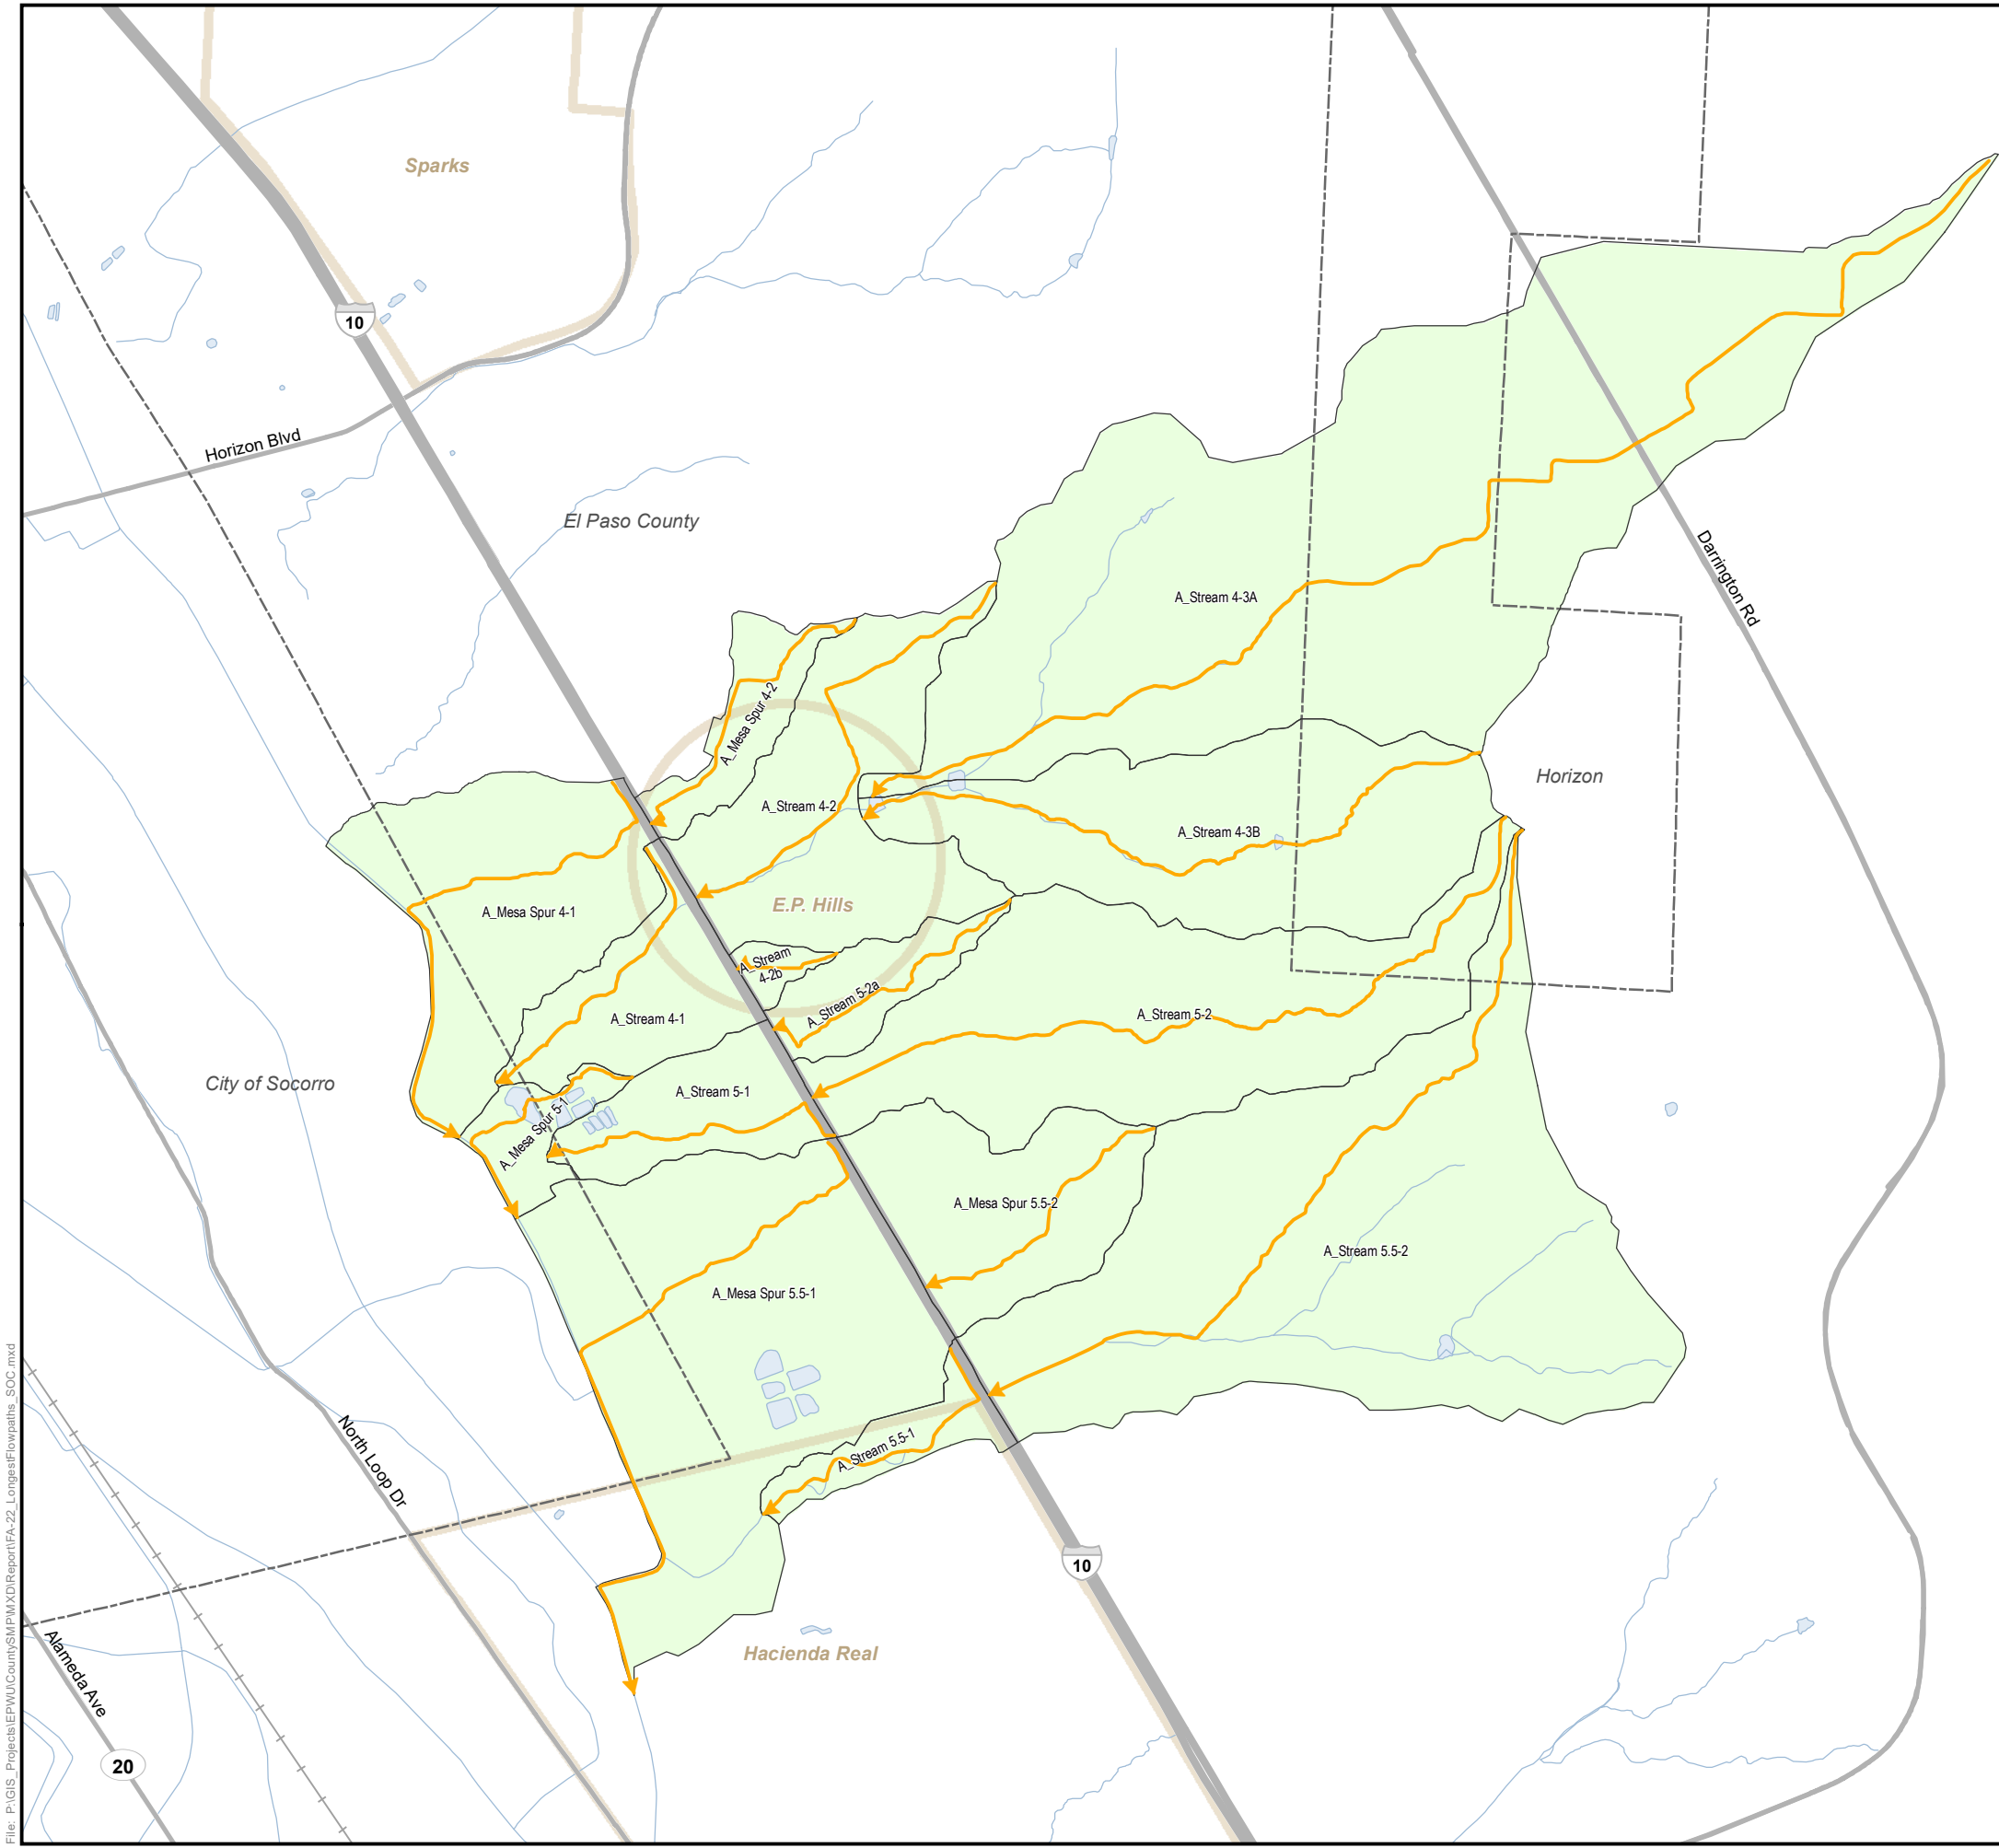 Sparks
10
Horizon Blvd
El Paso County
Darrington Rd
A_Stream 4-3A
A_Mesa Spur 4-2
Horizon
A_Stream 4-2
A_Stream 4-3B
E.P. Hills
A_Mesa Spur 4-1
A_Stream
4-2b
A_Stream 5-2a
A_Stream 4-1
A_Stream 5-2
City of Socorro
A_Stream 5-1
A_Mesa Spur 5-1
A_Mesa Spur 5.5-2
A_Stream 5.5-2
A_Mesa Spur 5.5-1
A_Stream 5.5-1
North Loop Dr
10
Hacienda Real
Alameda Ave
20
File: P:\GIS_Projects\EPWU\CountySMP\MXD\Report\FA-22_LongestFlowpaths_SOC.mxd